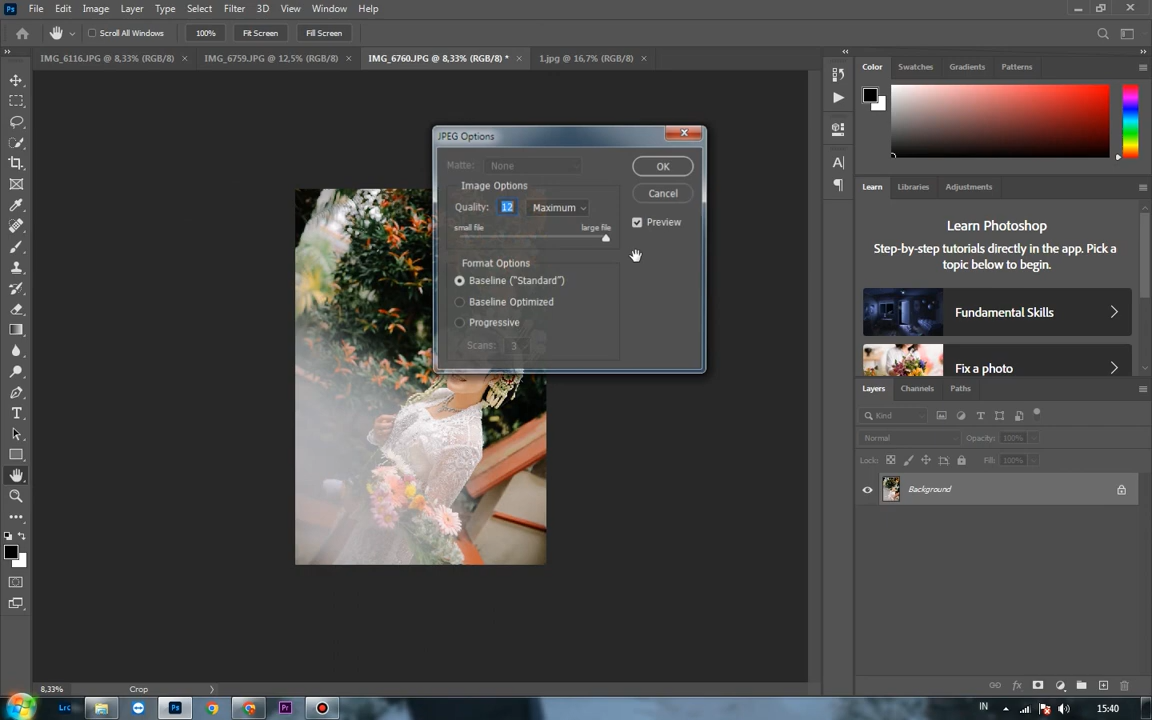 Ps File Edit Image Layer Type Select Filter 3D View Window Help
Scroll All Windows 100% Fit Screen Fill Screen
IMG_6116.JPG @ 8,33% (RGB/8) × IMG_6759.JPG @ 12,5% (RGB/8) × IMG_6760.JPG @ 8,33% (RGB/8) * × 1.jpg @ 16,7% (RGB/8) ×
Color Swatches Gradients Patterns
JPEG Options
Matte: None OK
Image Options
Quality: 12 Maximum Cancel
small file large file Preview
Format Options
Baseline ("Standard")
Baseline Optimized
Progressive
Scans: 3
Learn Libraries Adjustments
Learn Photoshop
Step-by-step tutorials directly in the app. Pick a
topic below to begin.
Fundamental Skills
Fix a photo
Layers Channels Paths
Kind
Normal Opacity: 100%
Lock: Fill: 100%
Background
8,33% Crop
Lrc Ps Pr IN 15:40